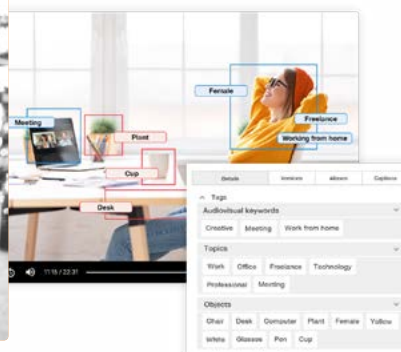 Female
Meeting
Freelance
Plant
Working from home
Cup
Desk
11:15 / 22:31
Details
Captions
Tags
Audiovisual keywords
Creative Meeting Work from home
Topics
Work Office Freelance Technology
Professional Meeting
Objects
Chair Desk Computer Plant Female Yellow
White Glasses Pen Cup